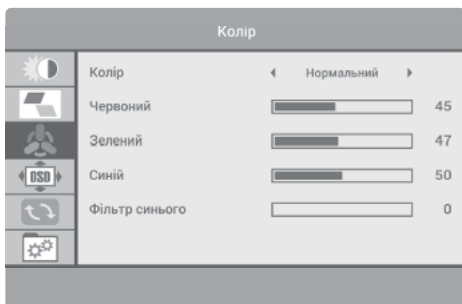 Колір
Колір Нормальний
Червоний 45
Зелений 47
OSD
Синій 50
Фільтр синього 0